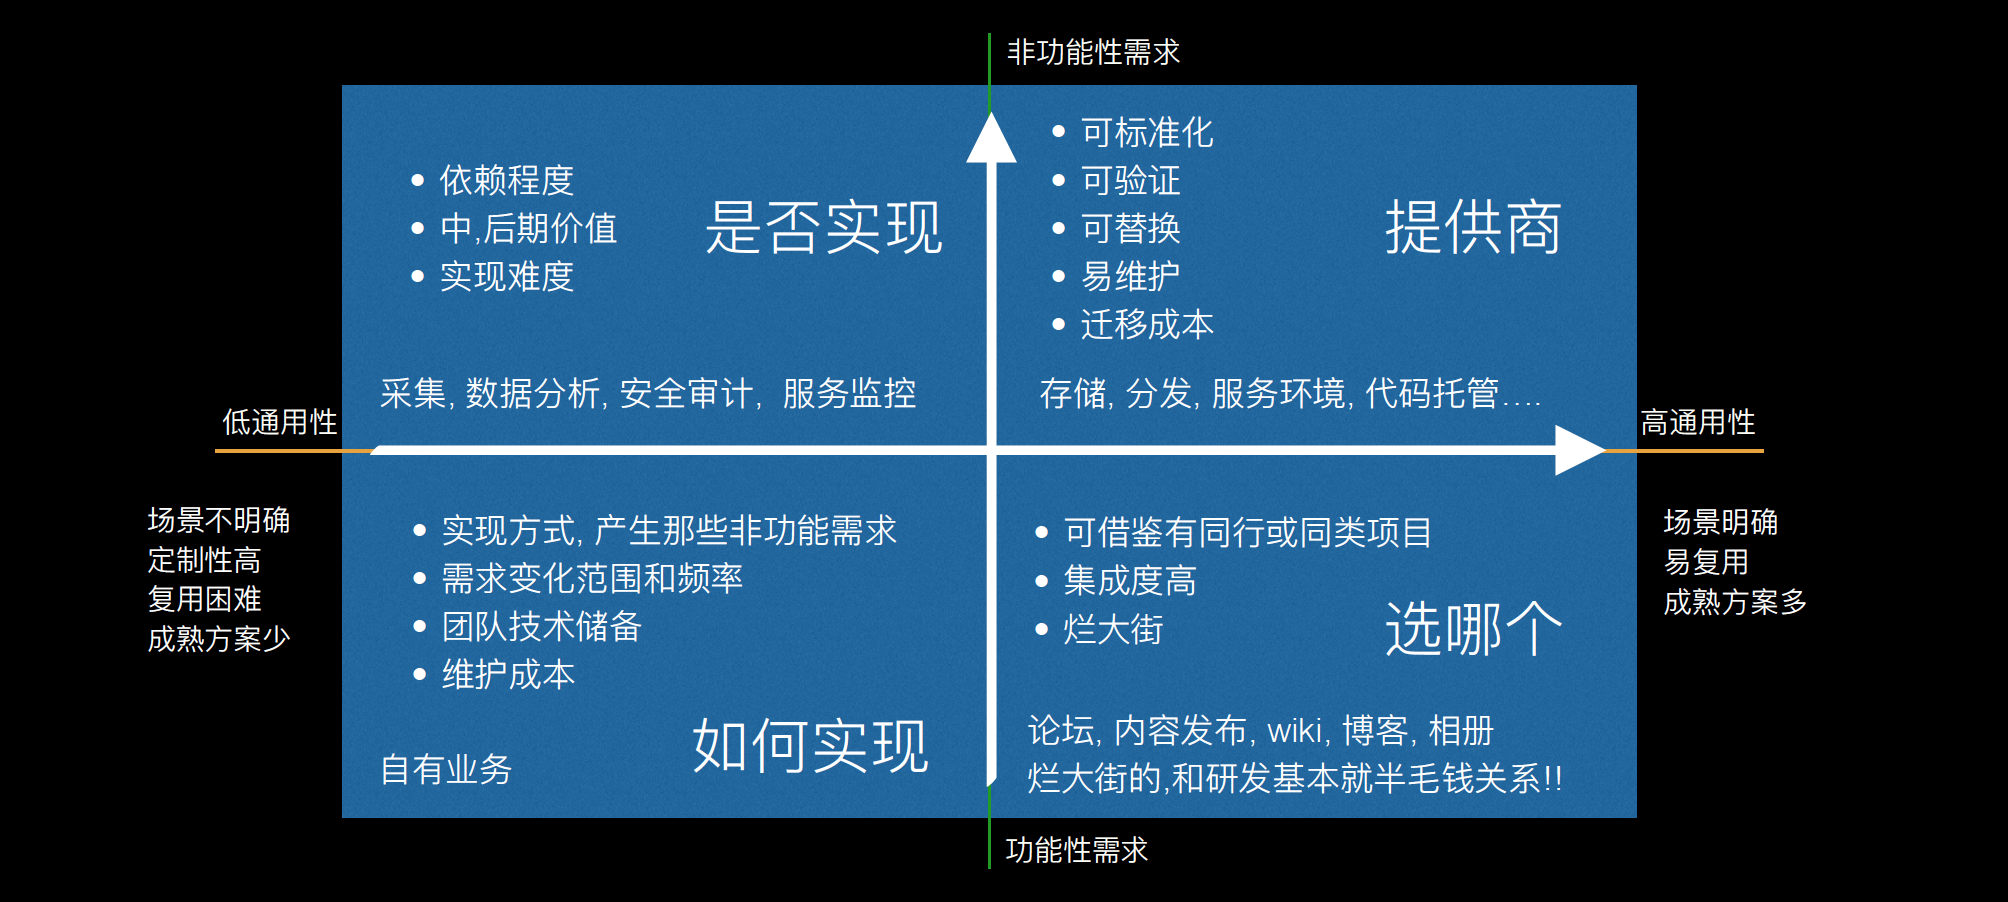 非功能性需求
依赖程度
中,后期价值
实现难度
是否实现
采集, 数据分析, 安全审计, 服务监控
可标准化
可验证
可替换
易维护
迁移成本
提供商
存储, 分发, 服务环境, 代码托管....
低通用性
高通用性
场景不明确
定制性高
复用困难
成熟方案少
实现方式, 产生那些非功能需求
需求变化范围和频率
团队技术储备
维护成本
如何实现
自有业务
可借鉴有同行或同类项目
集成度高
烂大街
选哪个
论坛, 内容发布, wiki, 博客, 相册
烂大街的,和研发基本就半毛钱关系!!
场景明确
易复用
成熟方案多
功能性需求